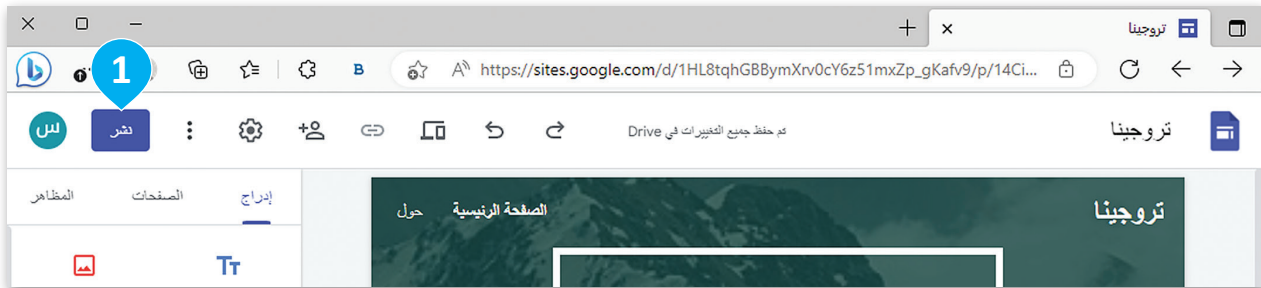 تروجينا
https://sites.google.com/d/1HL8tqhGBBymXrv0cY6z51mxZp_gKafv9/p/14Ci...
A
B
b
1
تروجينا
تم حفظ جميع التغييرات في Drive
نشر
س
إدراج الصفحات المظاهر
Tт
تروجينا
الصفحة الرئيسية حول